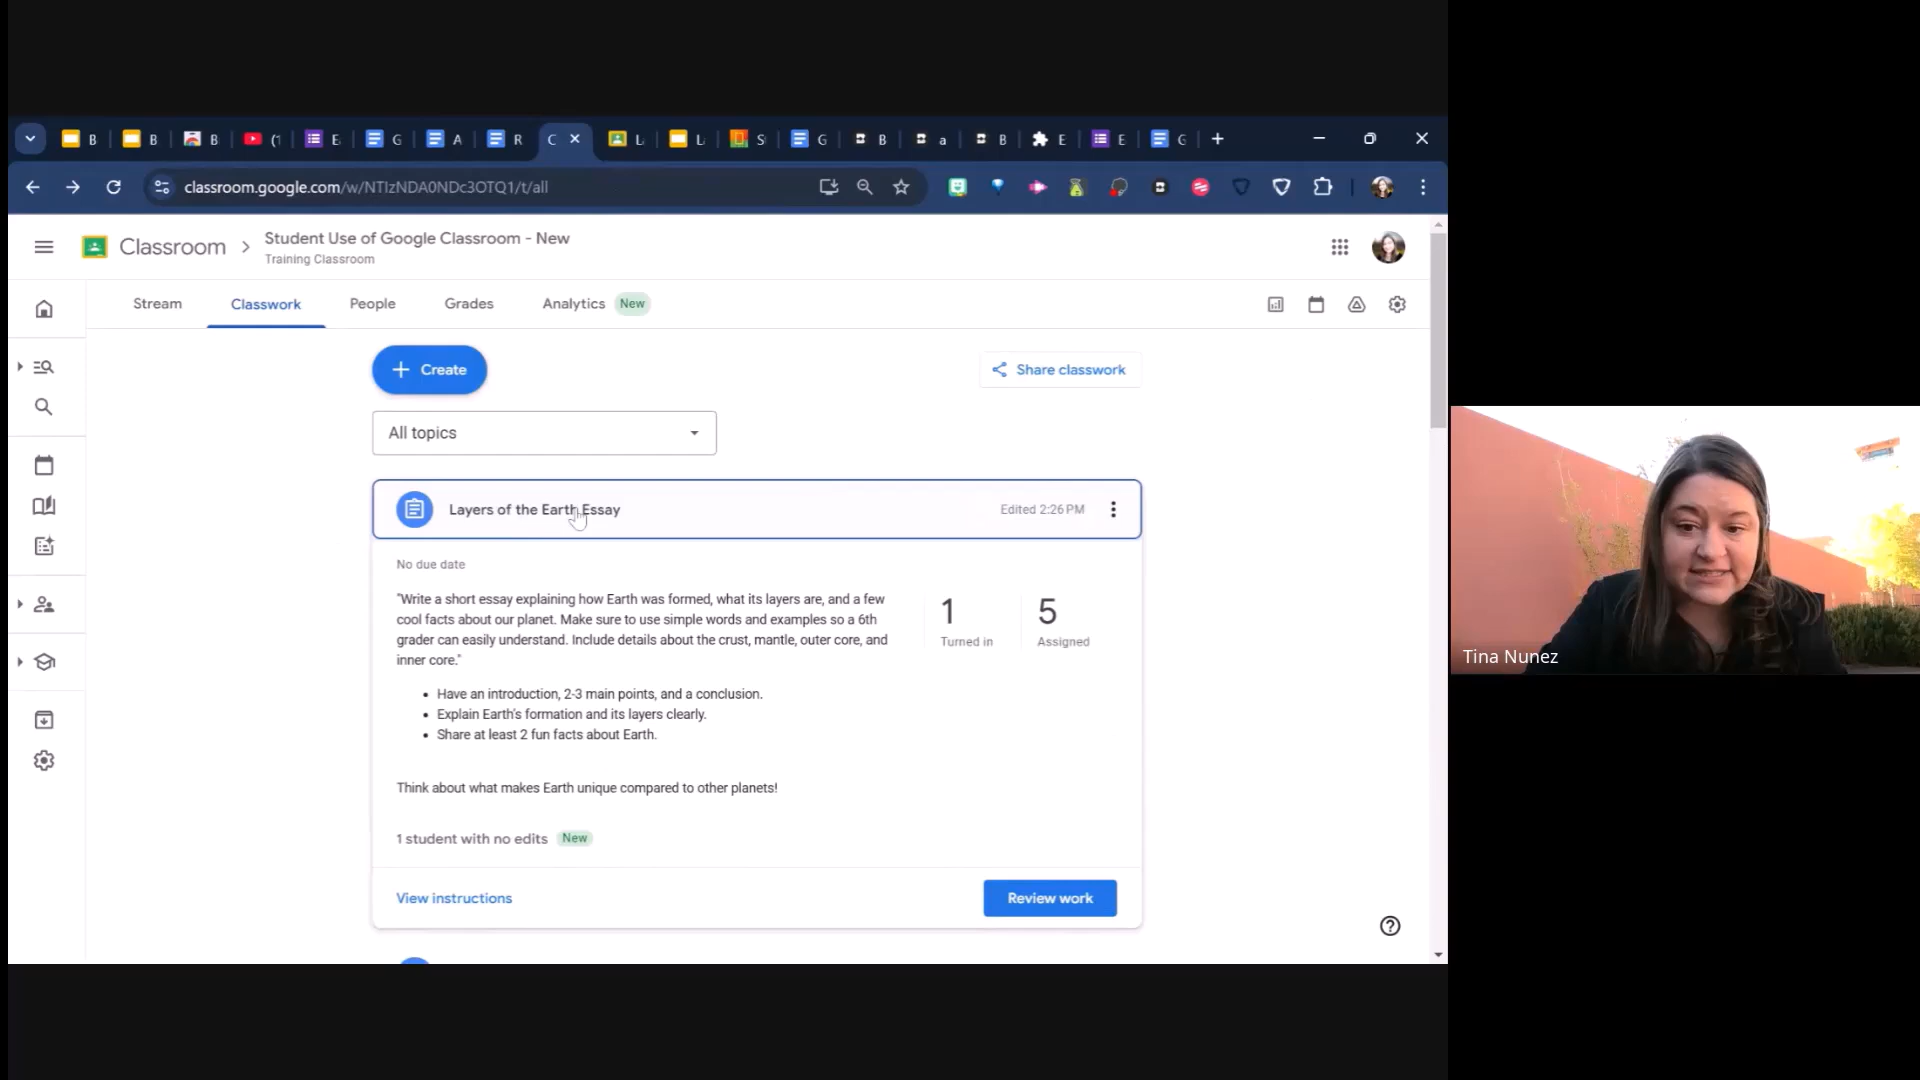 B
B
B
(1
E
G
A
R
C
L
L
S
G
B
a
B
E
E
G
classroom.google.com/w/NTIzNDA0NDc3OTQ1/t/all
Classroom
Student Use of Google Classroom - New
Training Classroom
Stream
Classwork
People
Grades
Analytics
New
Create
Share classwork
All topics
Layers of the Earth Essay
Edited 2:26 PM
No due date
"Write a short essay explaining how Earth was formed, what its layers are, and a few
cool facts about our planet. Make sure to use simple words and examples so a 6th
grader can easily understand. Include details about the crust, mantle, outer core, and
inner core."
1
Turned in
5
Assigned
• Have an introduction, 2-3 main points, and a conclusion.
• Explain Earth's formation and its layers clearly.
• Share at least 2 fun facts about Earth.
Think about what makes Earth unique compared to other planets!
1 student with no edits
New
View instructions
Review work
Tina Nunez